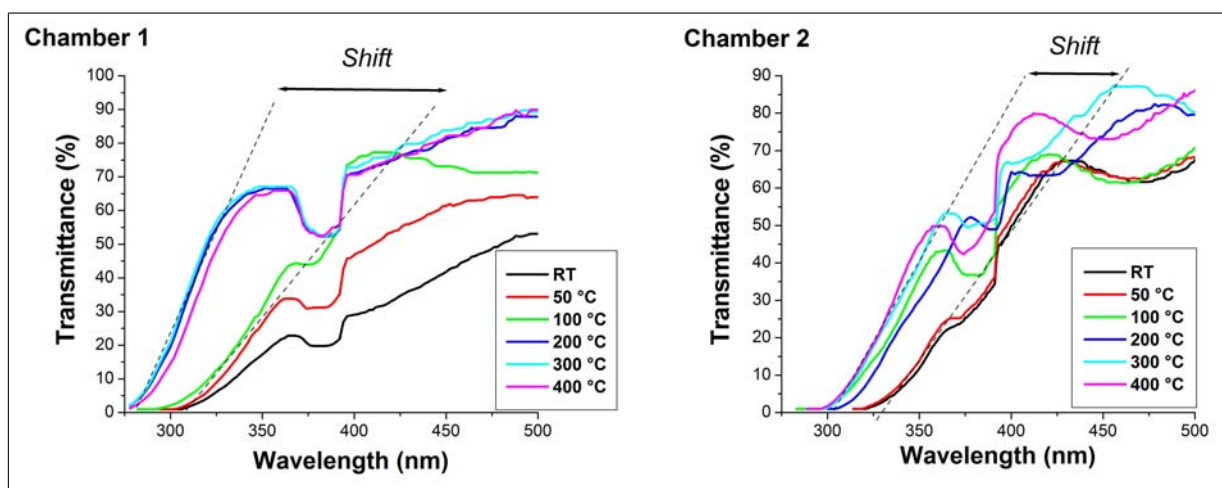 Chamber 1
Shift
100
90
80
70
60
50
40
30
20
10
0
Transmittance (%)
300
350
400
450
500
Wavelength (nm)
RT
50 °C
100 °C
200 °C
300 °C
400 °C
Chamber 2
Shift
90
80
70
60
50
40
30
20
10
0
Transmittance (%)
300
350
400
450
500
Wavelength (nm)
RT
50 °C
100 °C
200 °C
300 °C
400 °C